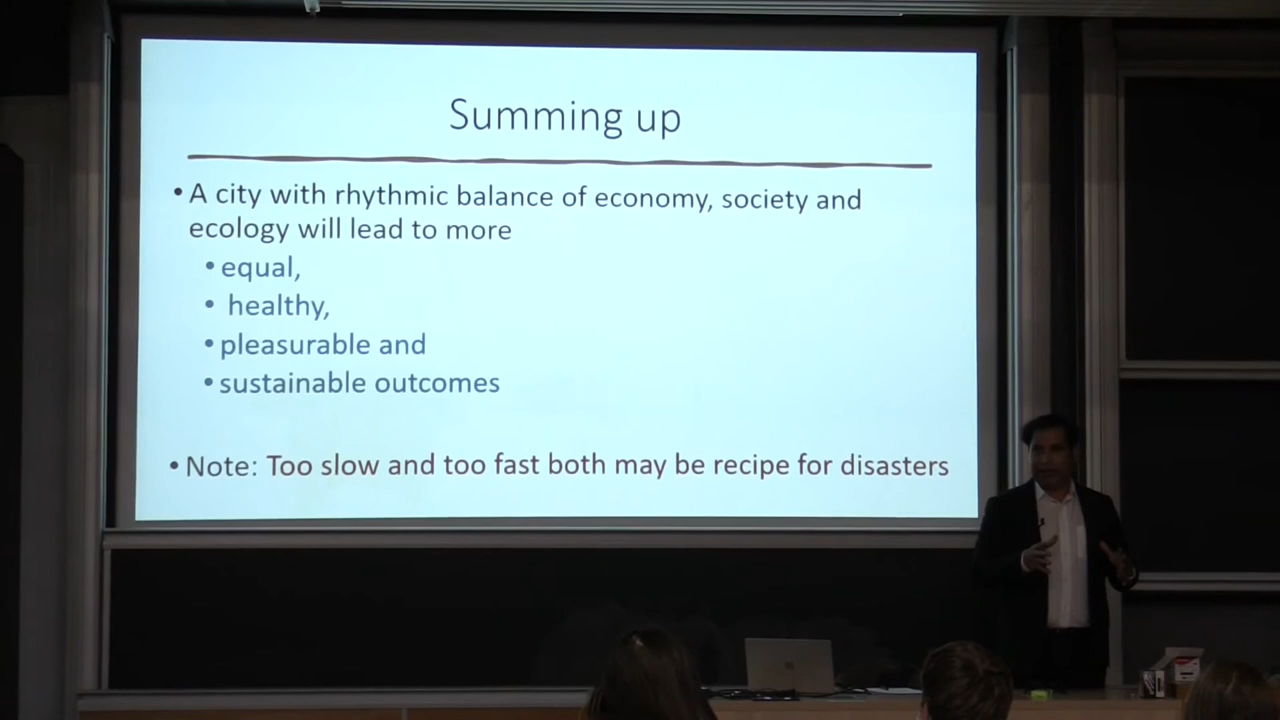 Summing up
• A city with rhythmic balance of economy, society and
ecology will lead to more
• equal,
• healthy,
• pleasurable and
• sustainable outcomes
• Note: Too slow and too fast both may be recipe for disasters